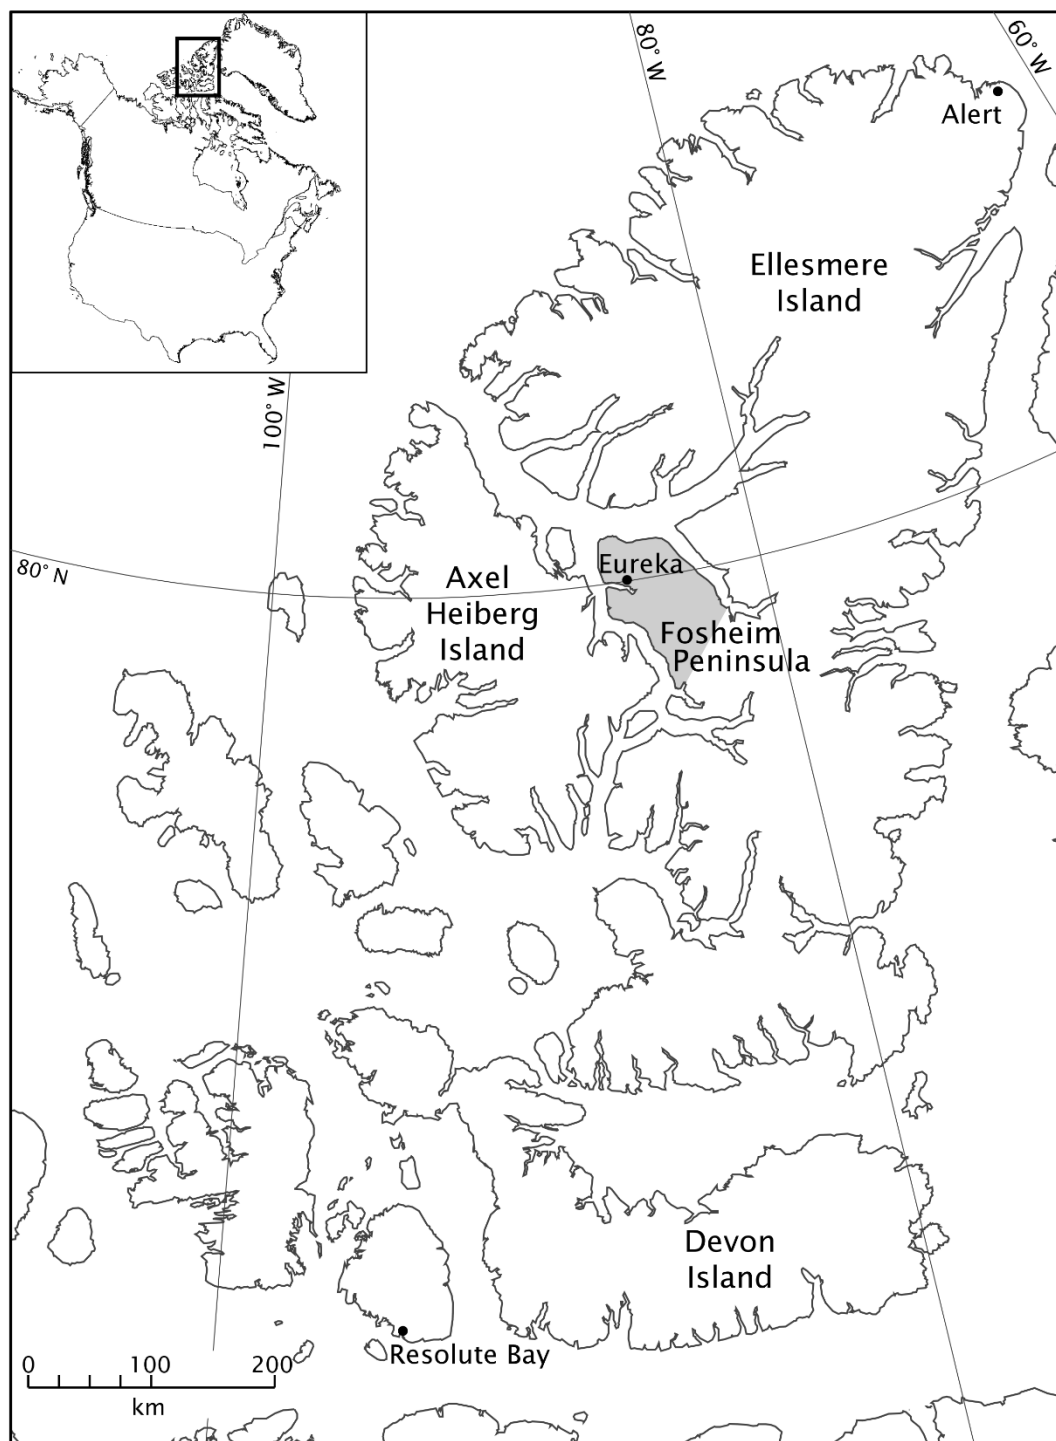 80° W
60° W
Alert
Ellesmere
Island
100° W
80° N
Eureka
Axel
Heiberg
Island
Fosheim
Peninsula
Devon
Island
Resolute Bay
0 100 200
km